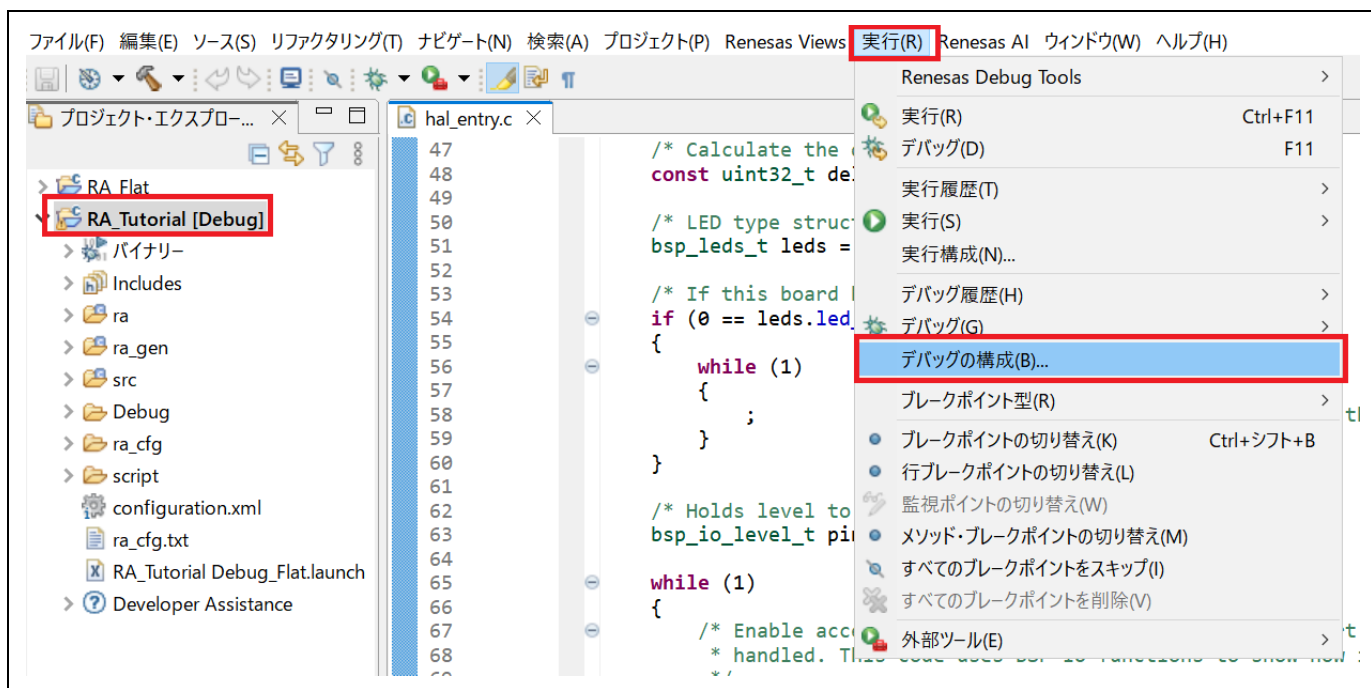 ファイル(F) 編集(E) ソース(S) リファクタリング(T) ナビゲート(N) 検索(A) プロジェクト(P) Renesas Views 実行(R) Renesas AI ウィンドウ(W) ヘルプ(H)
プロジェクト・エクスプロー...
RA_Flat
RA_Tutorial [Debug]
バイナリー
Includes
ra
ra_gen
src
Debug
ra_cfg
script
configuration.xml
ra_cfg.txt
RA_Tutorial Debug_Flat.launch
Developer Assistance
hal_entry.c
47 /* Calculate the
48 const uint32_t
49
50 /* LED type
51 bsp_leds_t leds =
52
53 /* If this board
54 if (0 == leds.
55 {
56 while (1)
57 {
58 ;
59 }
60 }
61
62 /* Holds level to
63 bsp_io_level_t
64
65 while (1)
66 {
67 /* Enable
68 * handled.
*/
Renesas Debug Tools
実行(R) Ctrl+F11
デバッグ(D) F11
実行履歴(T)
実行(S)
実行構成(N)...
デバッグ履歴(H)
デバッグ(G)
デバッグの構成(B)...
ブレークポイント型(R)
ブレークポイントの切り替え(K) Ctrl+シフト+B
行ブレークポイントの切り替え(L)
監視ポイントの切り替え(W)
メソッド・ブレークポイントの切り替え(M)
すべてのブレークポイントをスキップ(I)
すべてのブレークポイントを削除(V)
外部ツール(E)